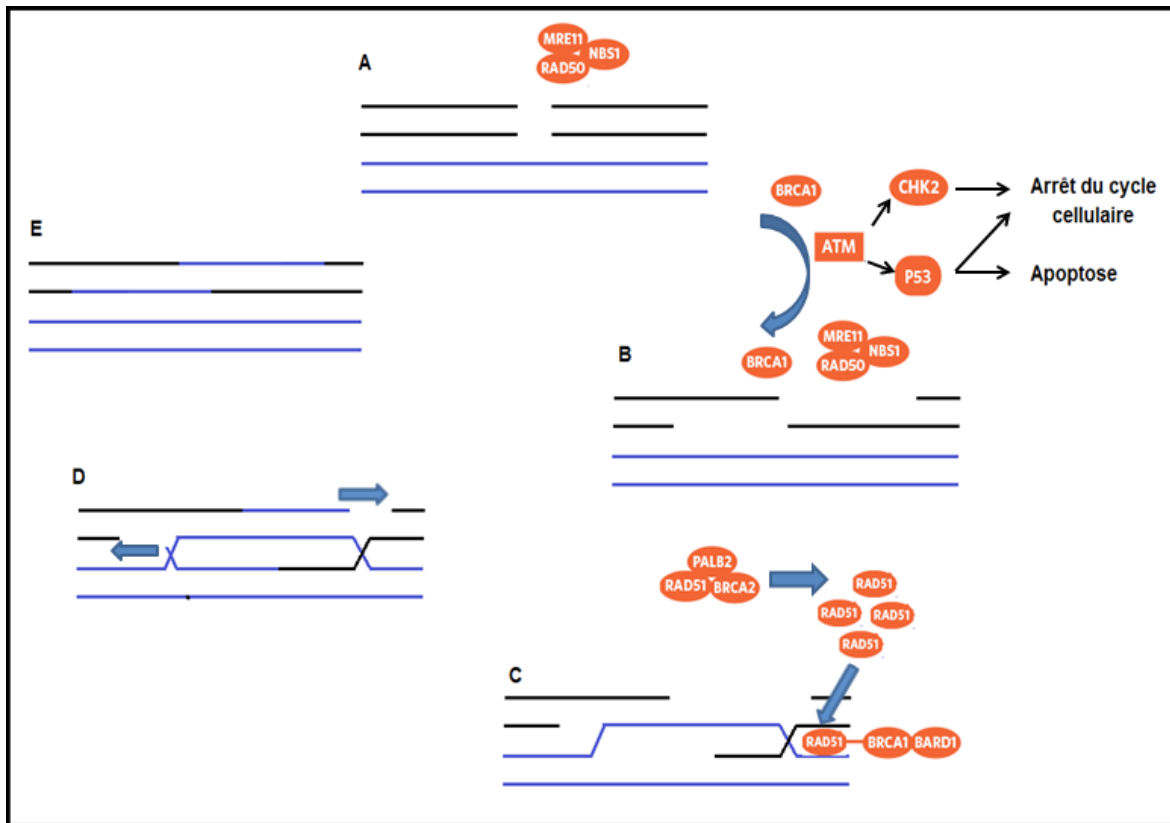 A
MRE11
NBS1
RAD50
BRCA1
CHK2
Arrêt du cycle
cellulaire
ATM
P53
Apoptose
E
B
BRCA1
MRE11
NBS1
RAD50
D
PALB2
RAD51
BRCA2
RAD51
RAD51
RAD51
RAD51
C
RAD51
BRCA1
BARD1